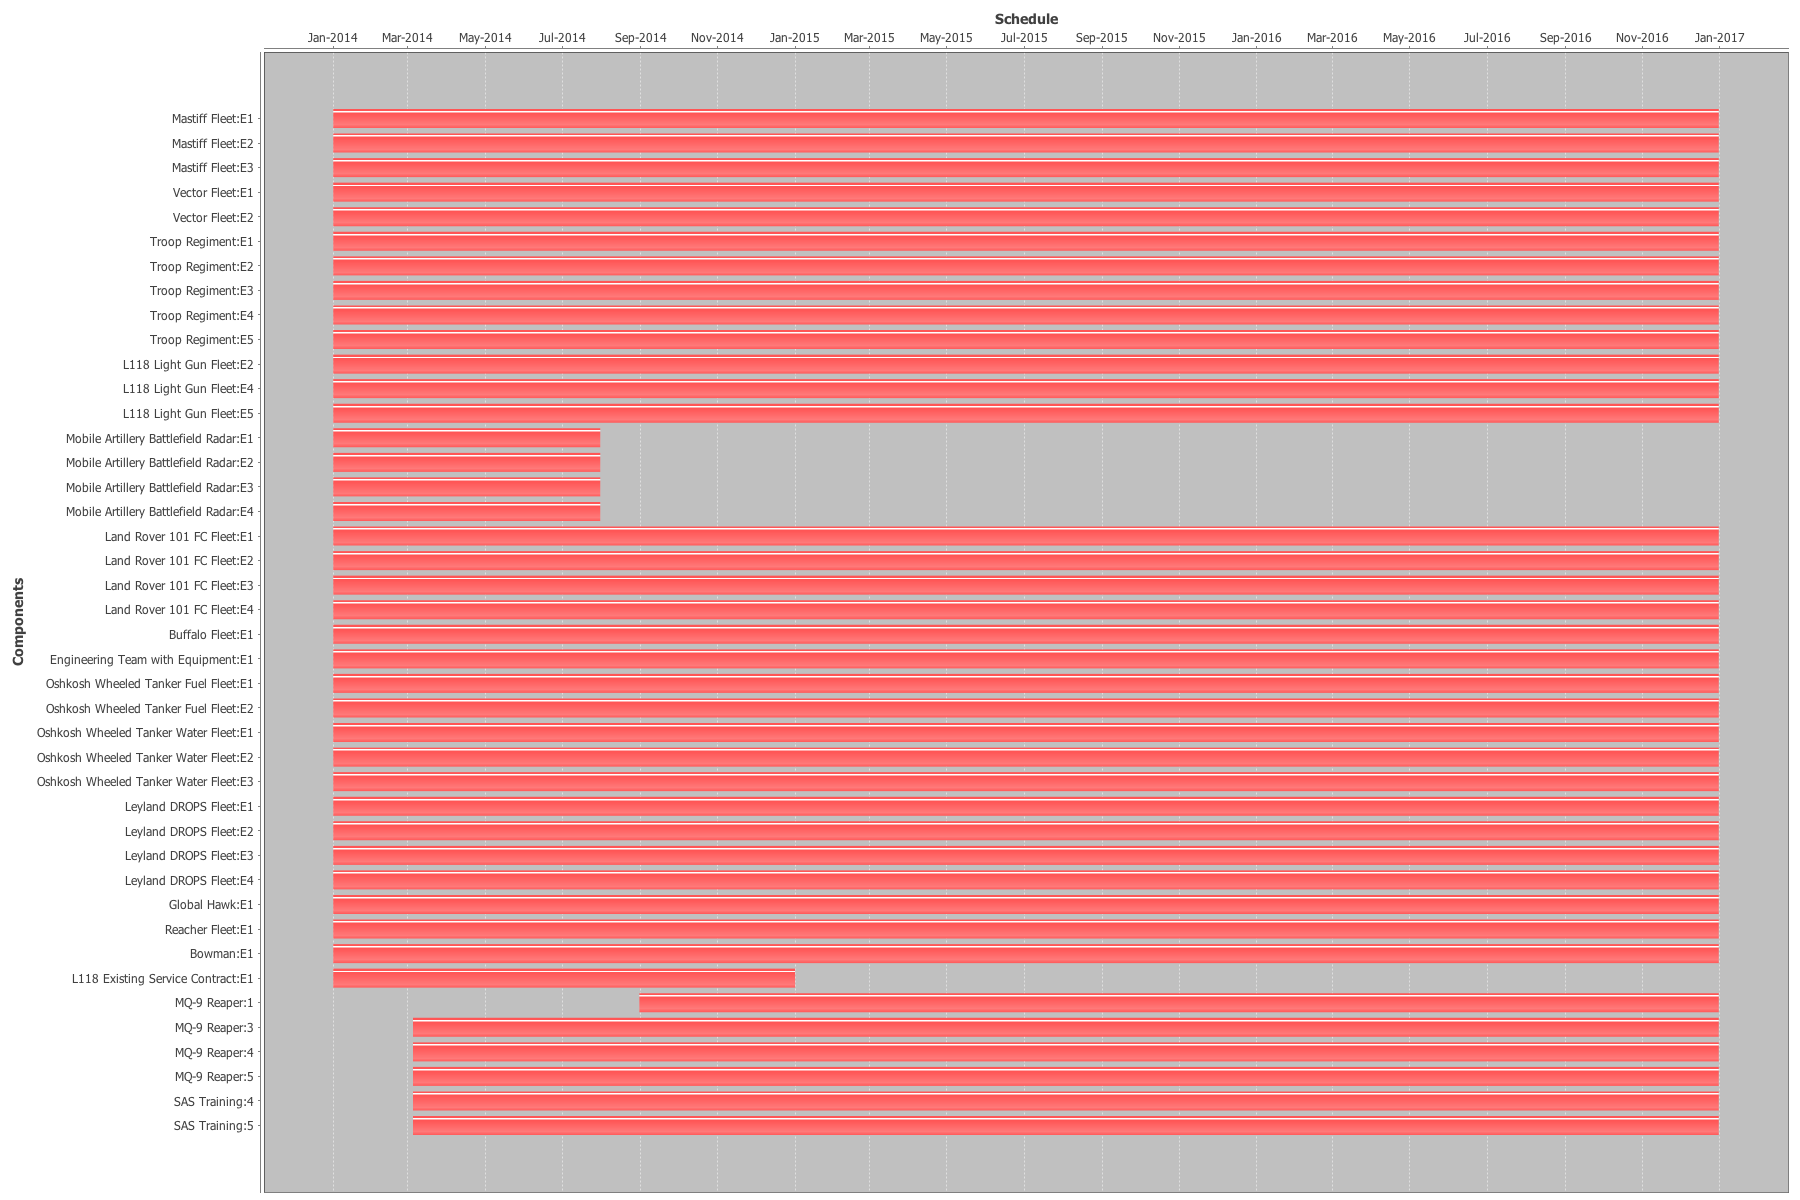 Schedule
Jan-2014 Mar-2014 May-2014 Jul-2014 Sep-2014 Nov-2014 Jan-2015 Mar-2015 May-2015 Jul-2015 Sep-2015 Nov-2015 Jan-2016 Mar-2016 May-2016 Jul-2016 Sep-2016 Nov-2016 Jan-2017
Components
Mastiff Fleet:E1
Mastiff Fleet:E2
Mastiff Fleet:E3
Vector Fleet:E1
Vector Fleet:E2
Troop Regiment:E1
Troop Regiment:E2
Troop Regiment:E3
Troop Regiment:E4
Troop Regiment:E5
L118 Light Gun Fleet:E2
L118 Light Gun Fleet:E4
L118 Light Gun Fleet:E5
Mobile Artillery Battlefield Radar:E1
Mobile Artillery Battlefield Radar:E2
Mobile Artillery Battlefield Radar:E3
Mobile Artillery Battlefield Radar:E4
Land Rover 101 FC Fleet:E1
Land Rover 101 FC Fleet:E2
Land Rover 101 FC Fleet:E3
Land Rover 101 FC Fleet:E4
Buffalo Fleet:E1
Engineering Team with Equipment:E1
Oshkosh Wheeled Tanker Fuel Fleet:E1
Oshkosh Wheeled Tanker Fuel Fleet:E2
Oshkosh Wheeled Tanker Water Fleet:E1
Oshkosh Wheeled Tanker Water Fleet:E2
Oshkosh Wheeled Tanker Water Fleet:E3
Leyland DROPS Fleet:E1
Leyland DROPS Fleet:E2
Leyland DROPS Fleet:E3
Leyland DROPS Fleet:E4
Global Hawk:E1
Reacher Fleet:E1
Bowman:E1
L118 Existing Service Contract:E1
MQ-9 Reaper:1
MQ-9 Reaper:3
MQ-9 Reaper:4
MQ-9 Reaper:5
SAS Training:4
SAS Training:5